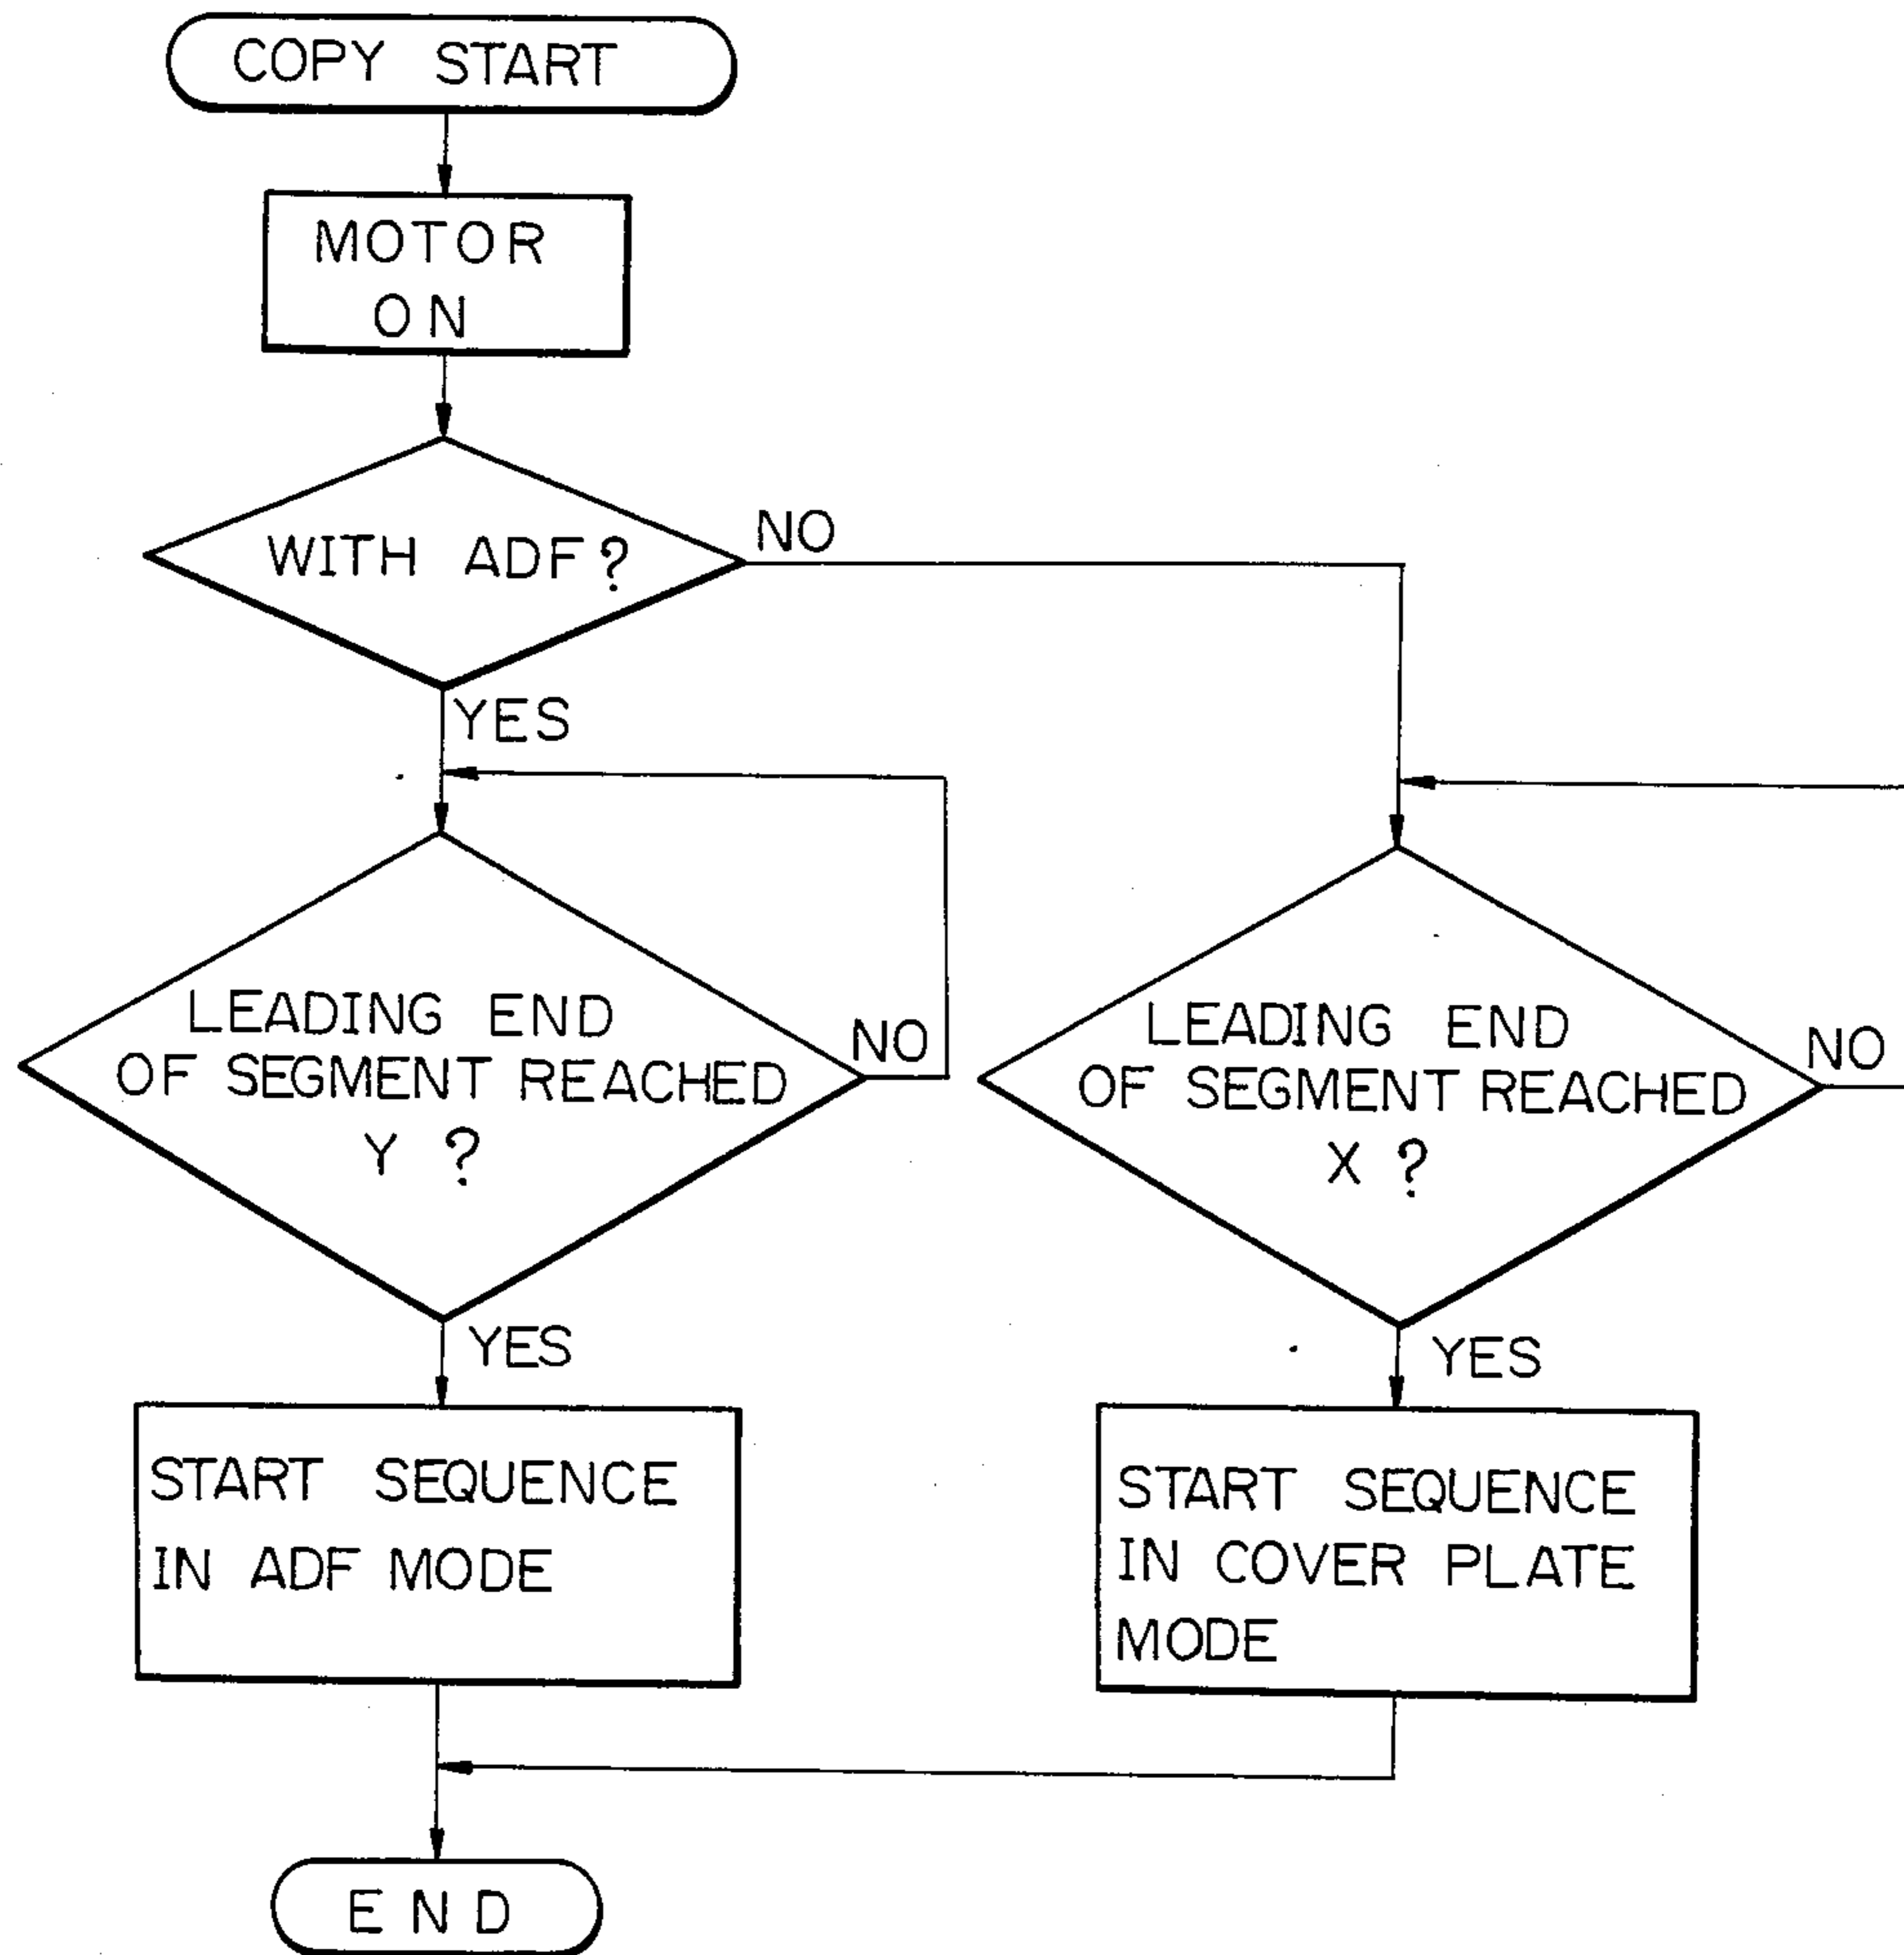 COPY START
MOTOR
ON
WITH ADF?
NO
YES
LEADING END
OF SEGMENT REACHED
Y ?
NO
YES
START SEQUENCE
IN ADF MODE
LEADING END
OF SEGMENT REACHED
X ?
NO
YES
START SEQUENCE
IN COVER PLATE
MODE
END